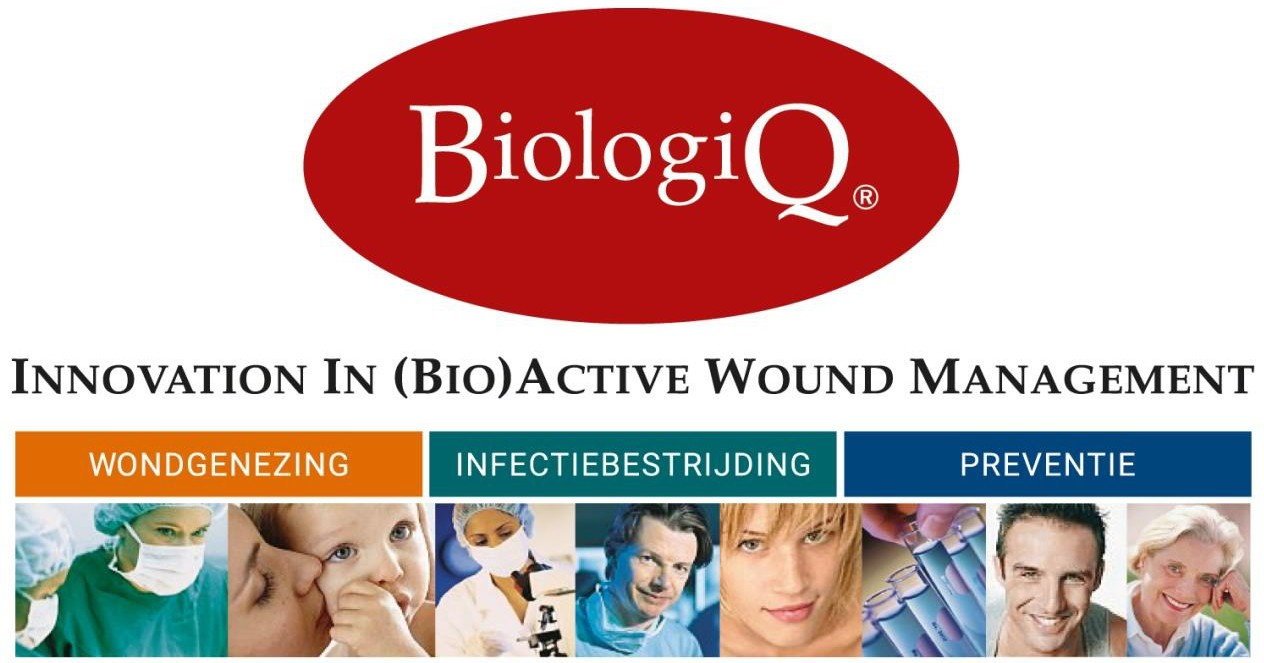 BiologiQ®
Innovation In (Bio)Active Wound Management
WONDGENEZING
INFECTIEBESTRIJDING
PREVENTIE